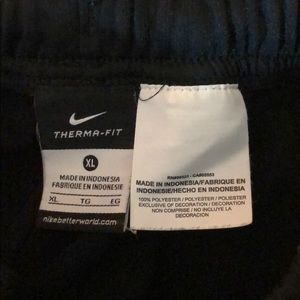 THERMA-FIT
XL
MADE IN INDONESIA
FABRIQUE EN INDONESIE
XL TG EG
nikebetterworld.com
MADE IN INDONESIA/FABRIQUE EN
INDONESIE/HECHO EN INDONESIA
100% POLYESTER / POLYESTER / POLYESTER
EXCLUSIVE OF DECORATION / DECORATION
NON COMPRISE / NO INCLUYE LA
DECORACION